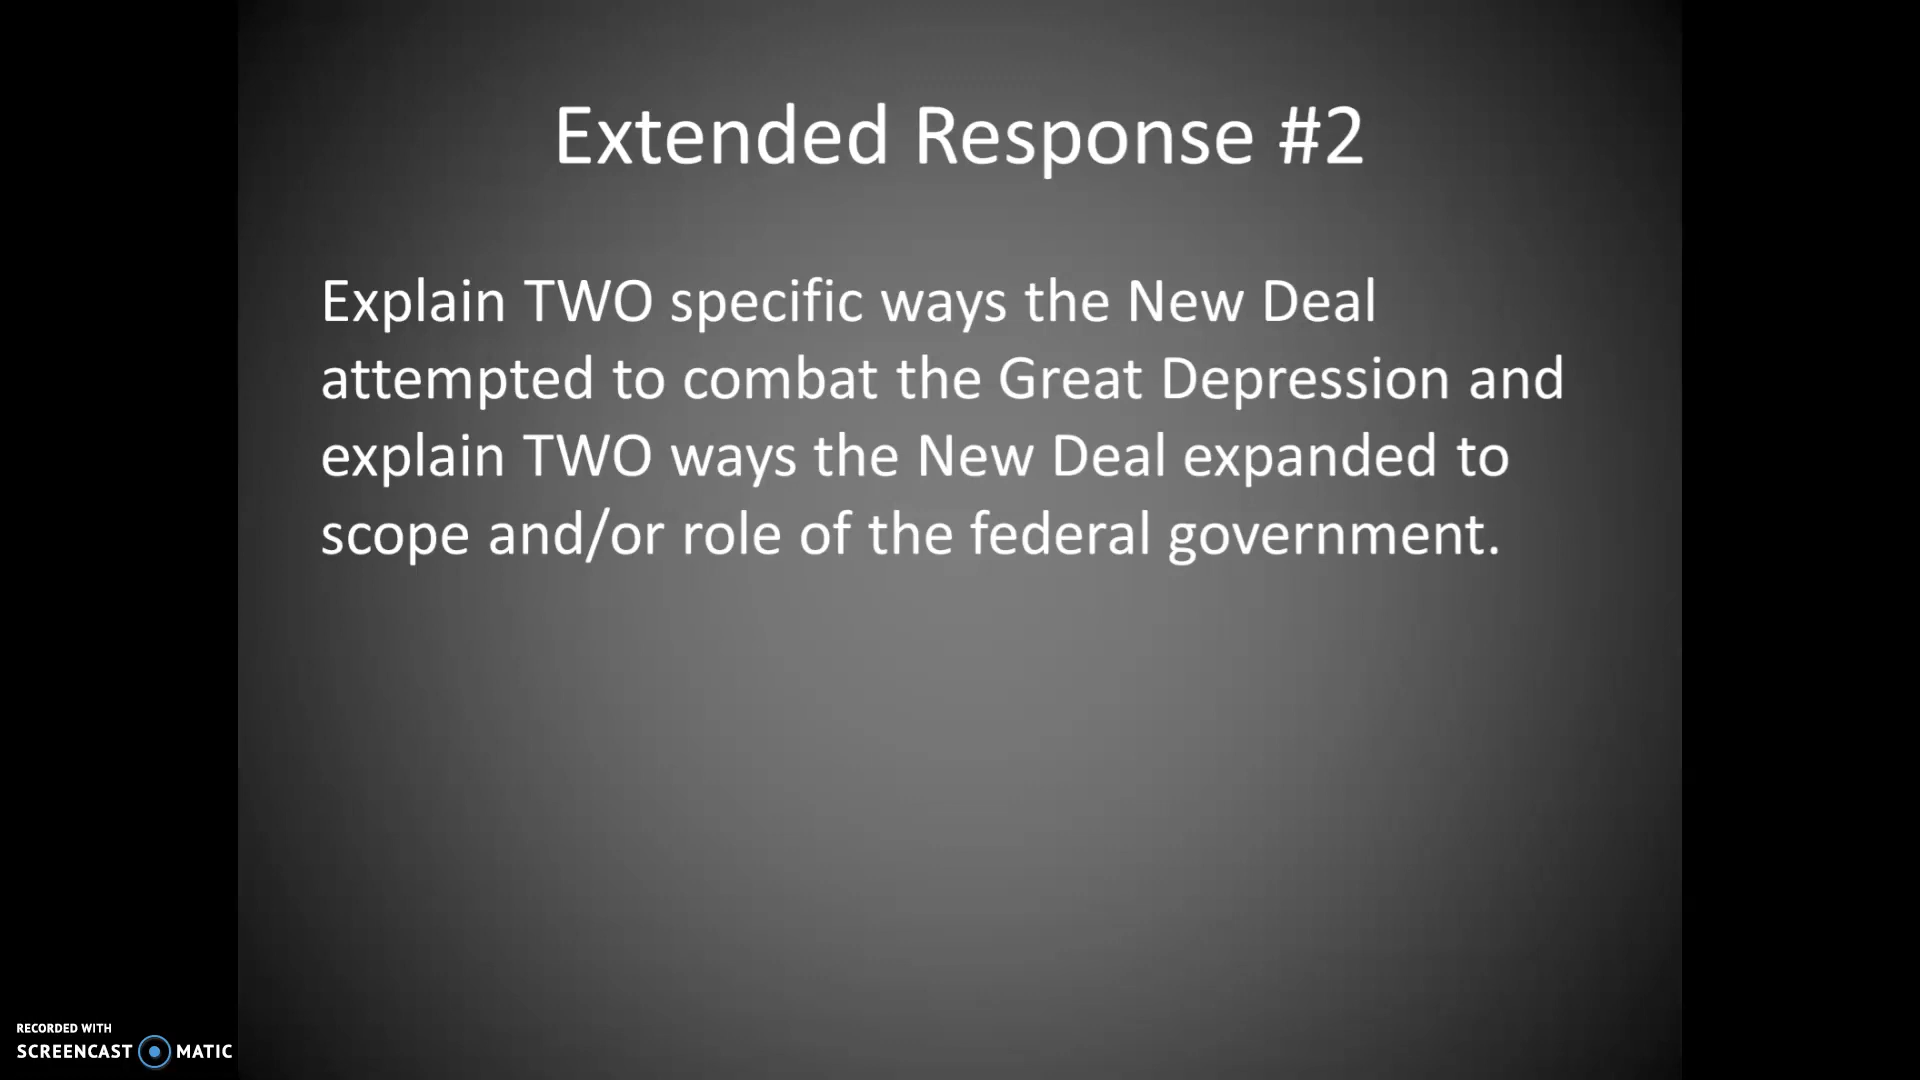 Extended Response #2
Explain TWO specific ways the New Deal
attempted to combat the Great Depression and
explain TWO ways the New Deal expanded to
scope and/or role of the federal government.
RECORDED WITH
SCREENCAST MATIC